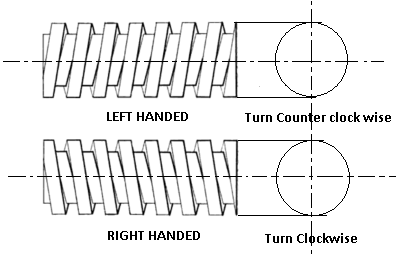 LEFT HANDED
Turn Counter clock wise
RIGHT HANDED
Turn Clockwise